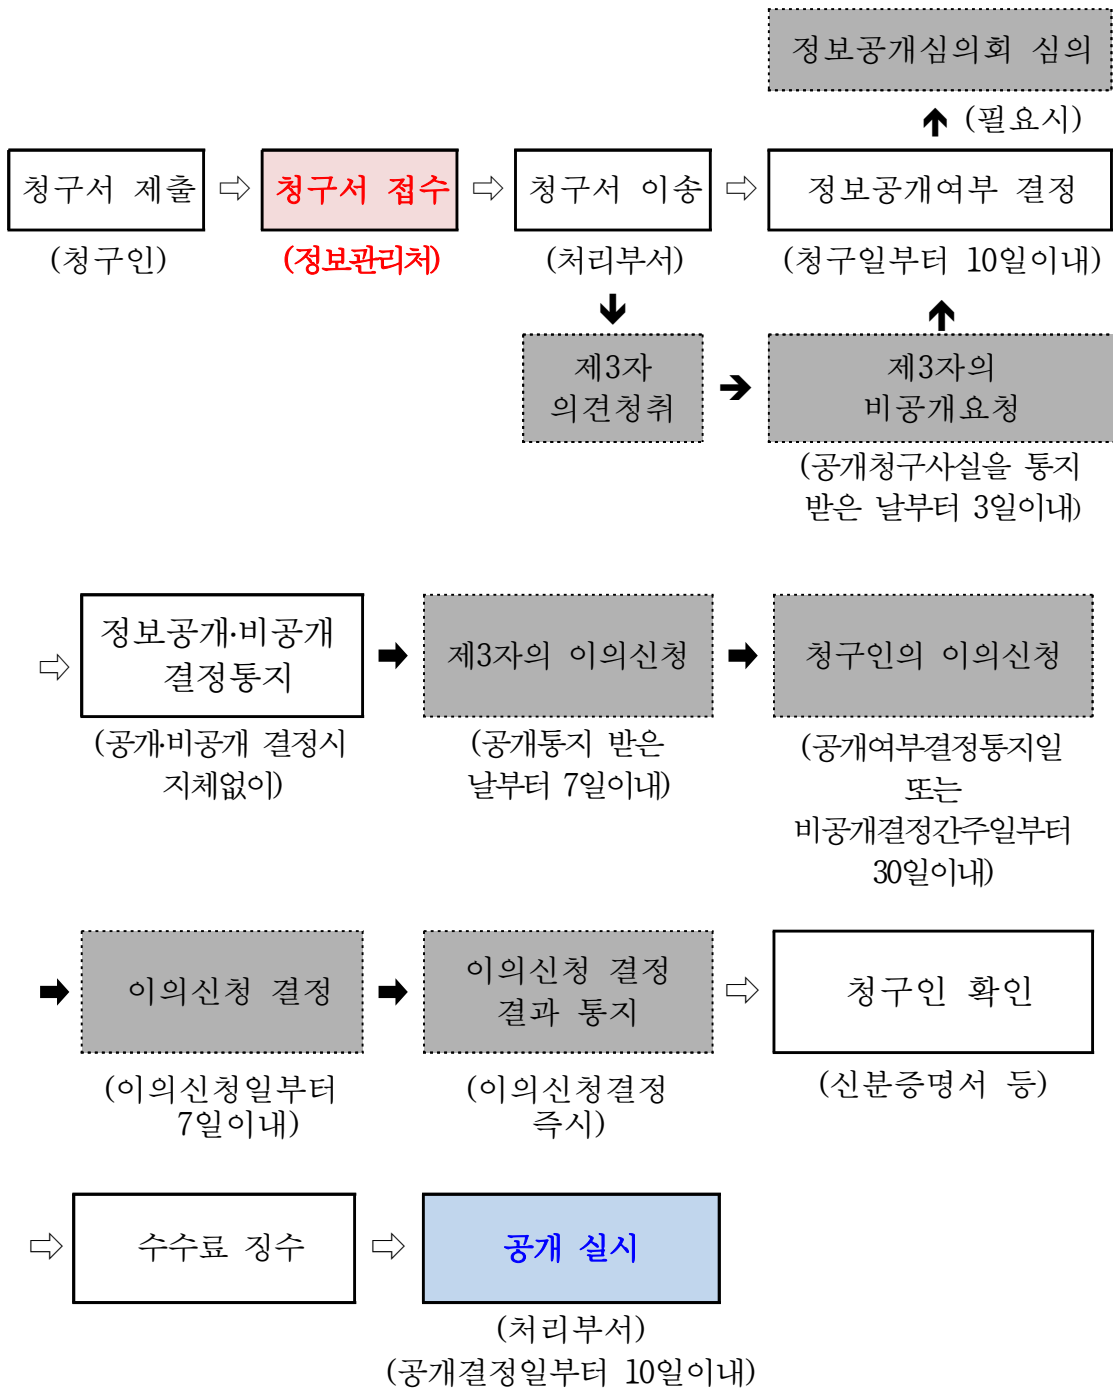 정보공개심의회 심의
(필요시)
청구서 제출 ⇨ 청구서 접수 ⇨ 청구서 이송 ⇨ 정보공개여부 결정
(청구인) (정보관리처) (처리부서) (청구일부터 10일이내)
제3자
의견청취
제3자의
비공개요청
(공개청구사실을 통지
받은 날부터 3일이내)
정보공개·비공개
결정통지
(공개·비공개 결정시
지체없이)
제3자의 이의신청
(공개통지 받은
날부터 7일이내)
청구인의 이의신청
(공개여부결정통지일
또는
비공개결정간주일부터
30일이내)
이의신청 결정
(이의신청일부터
7일이내)
이의신청 결정
결과 통지
(이의신청결정
즉시)
청구인 확인
(신분증명서 등)
수수료 징수
공개 실시
(처리부서)
(공개결정일부터 10일이내)